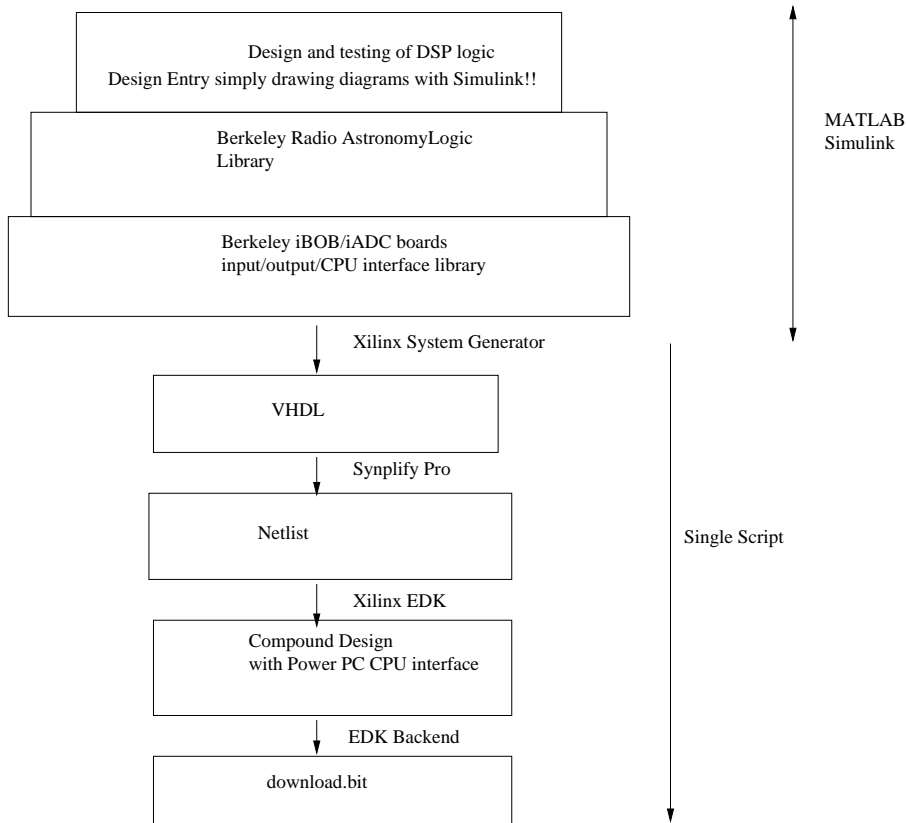 Design and testing of DSP logic
Design Entry simply drawing diagrams with Simulink!!
Berkeley Radio AstronomyLogic
Library
Berkeley iBOB/iADC boards
input/output/CPU interface library
MATLAB
Simulink
Xilinx System Generator
VHDL
Synplify Pro
Netlist
Single Script
Xilinx EDK
Compound Design
with Power PC CPU interface
EDK Backend
download.bit